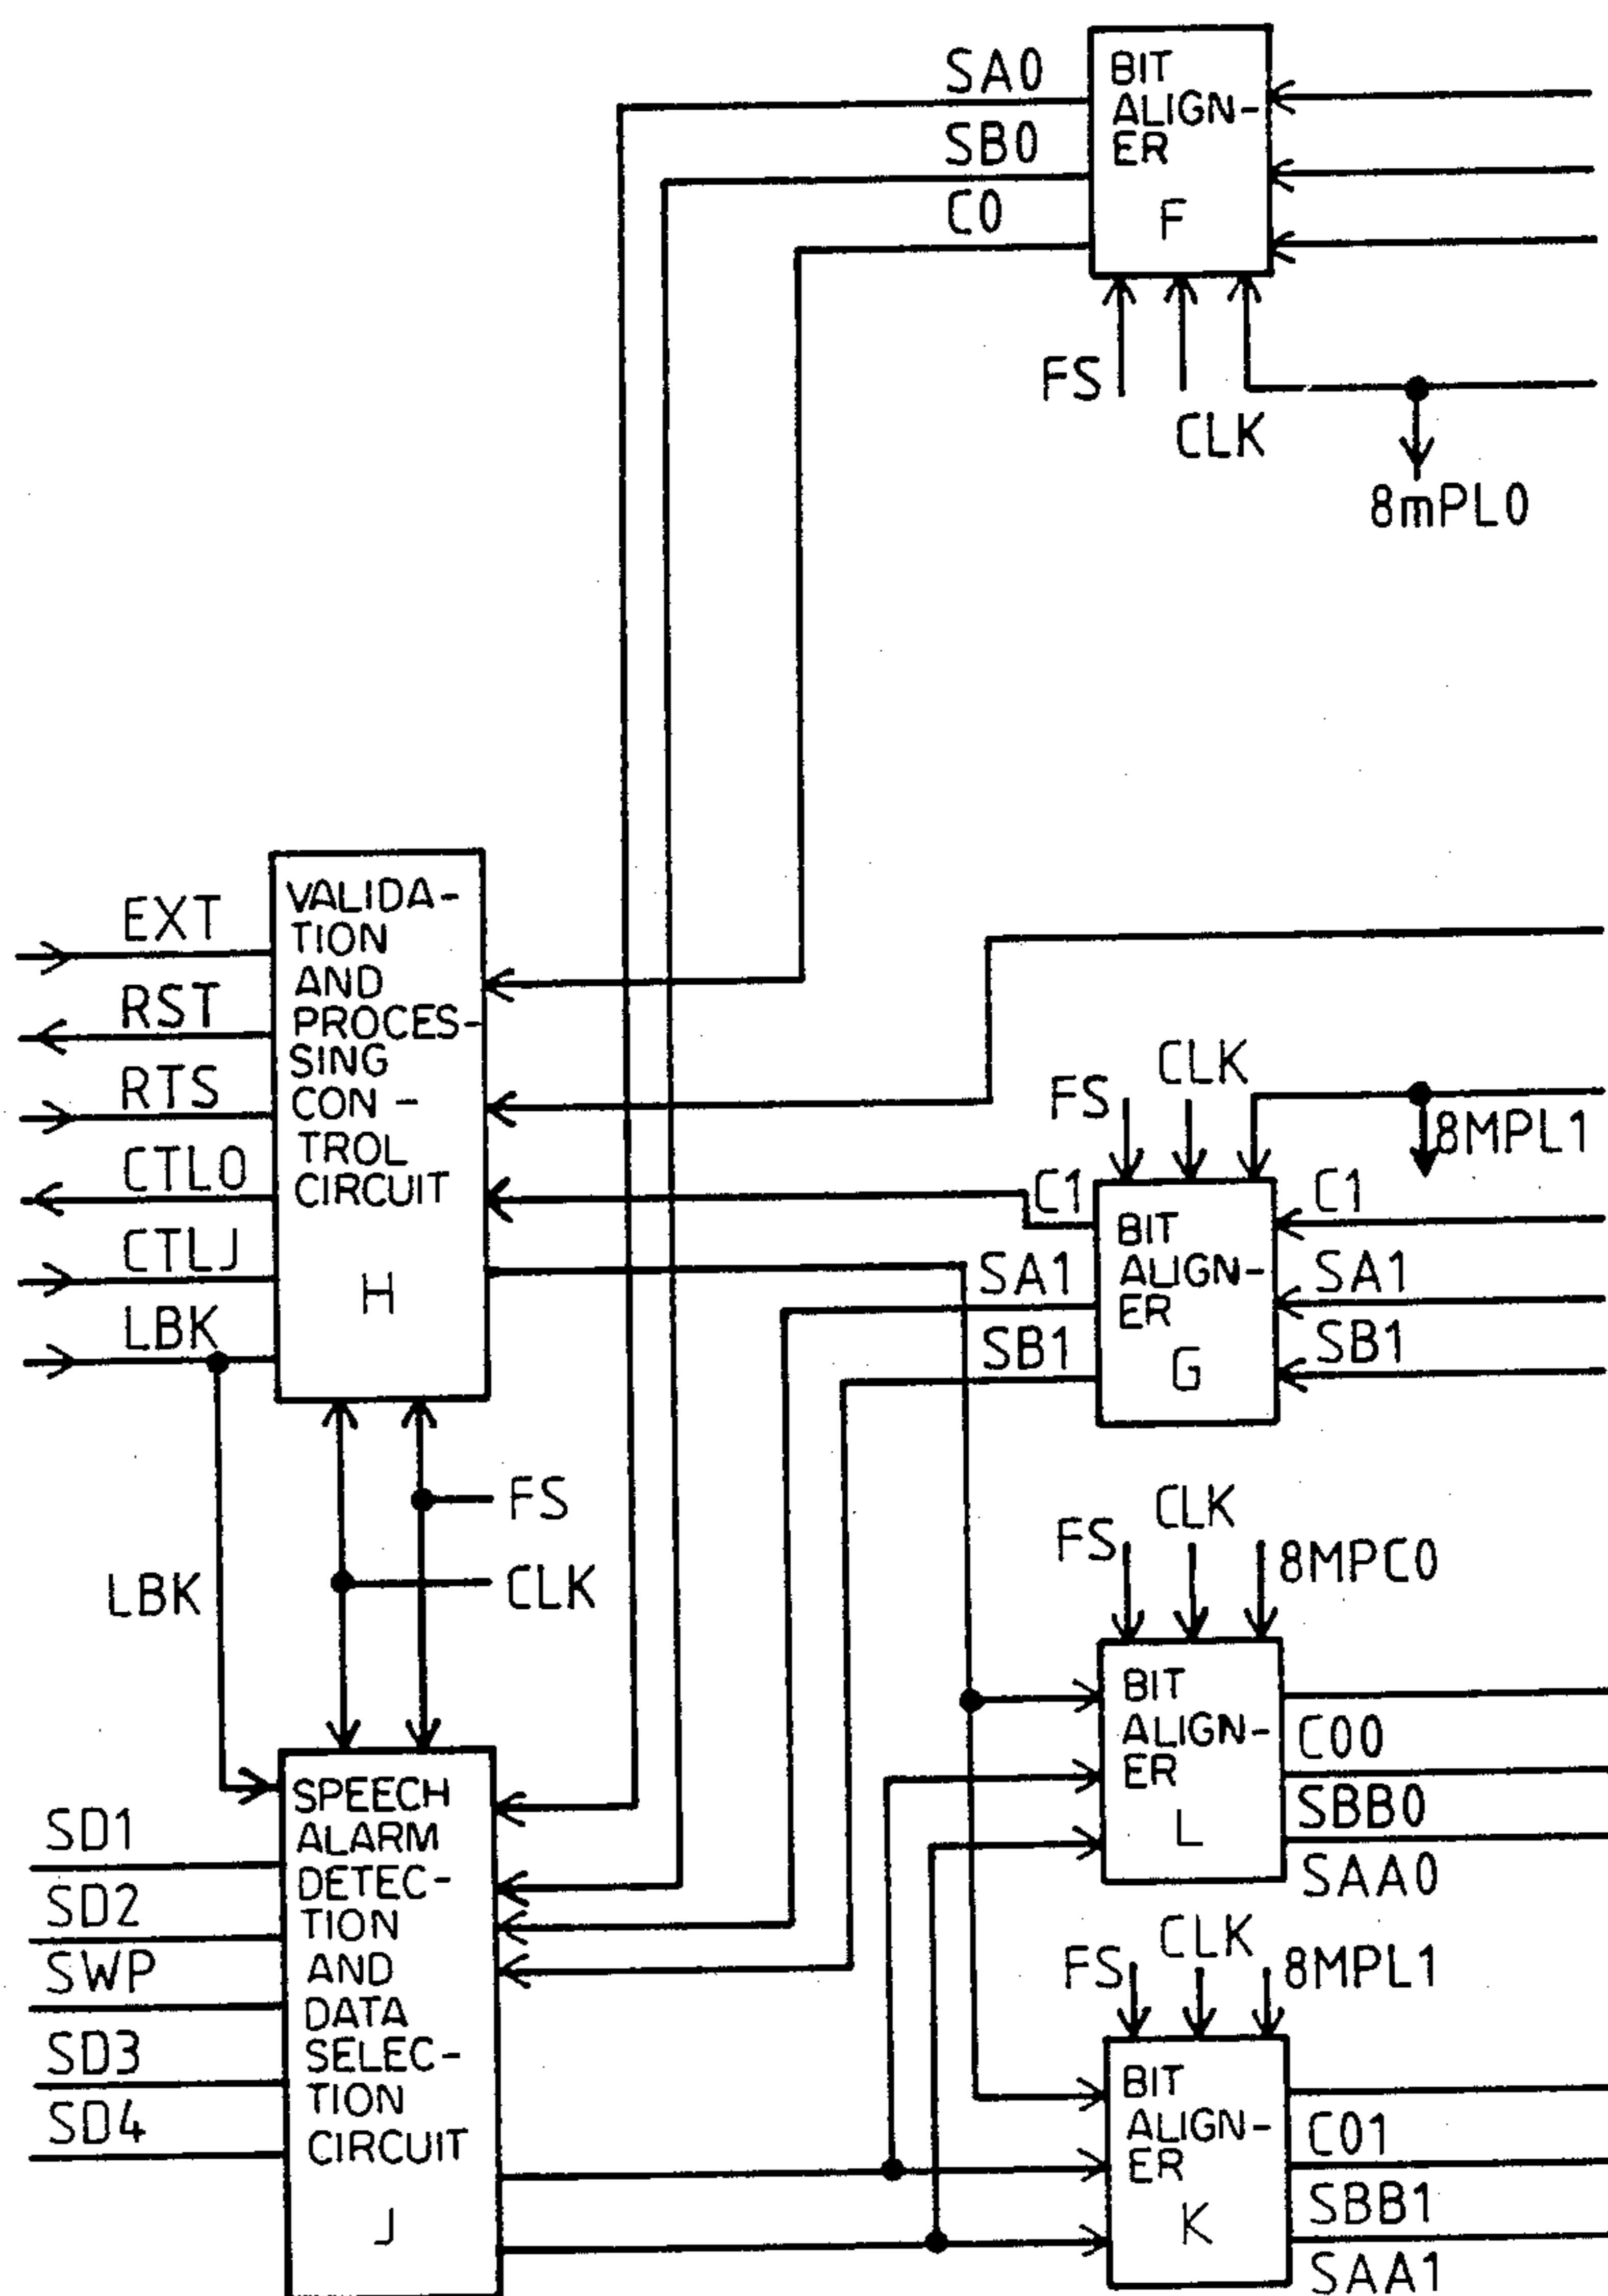 SA0
SB0
C0
BIT
ALIGN-
ER
F
FS
CLK
8mPL0
EXT
RST
RTS
CTLO
CTLJ
LBK
VALIDA-
TION
AND
PROCES-
SING
CON-
TROL
CIRCUIT
H
FS
CLK
8MPL1
C1
SA1
SB1
BIT
ALIGN-
ER
G
C1
SA1
SB1
FS
CLK
LBK
FS
CLK
8MPC0
BIT
ALIGN-
ER
L
C00
SBB0
SAA0
SD1
SD2
SWP
SD3
SD4
SPEECH
ALARM
DETEC-
TION
AND
DATA
SELEC-
TION
CIRCUIT
J
FS
CLK
8MPL1
BIT
ALIGN-
ER
K
C01
SBB1
SAA1